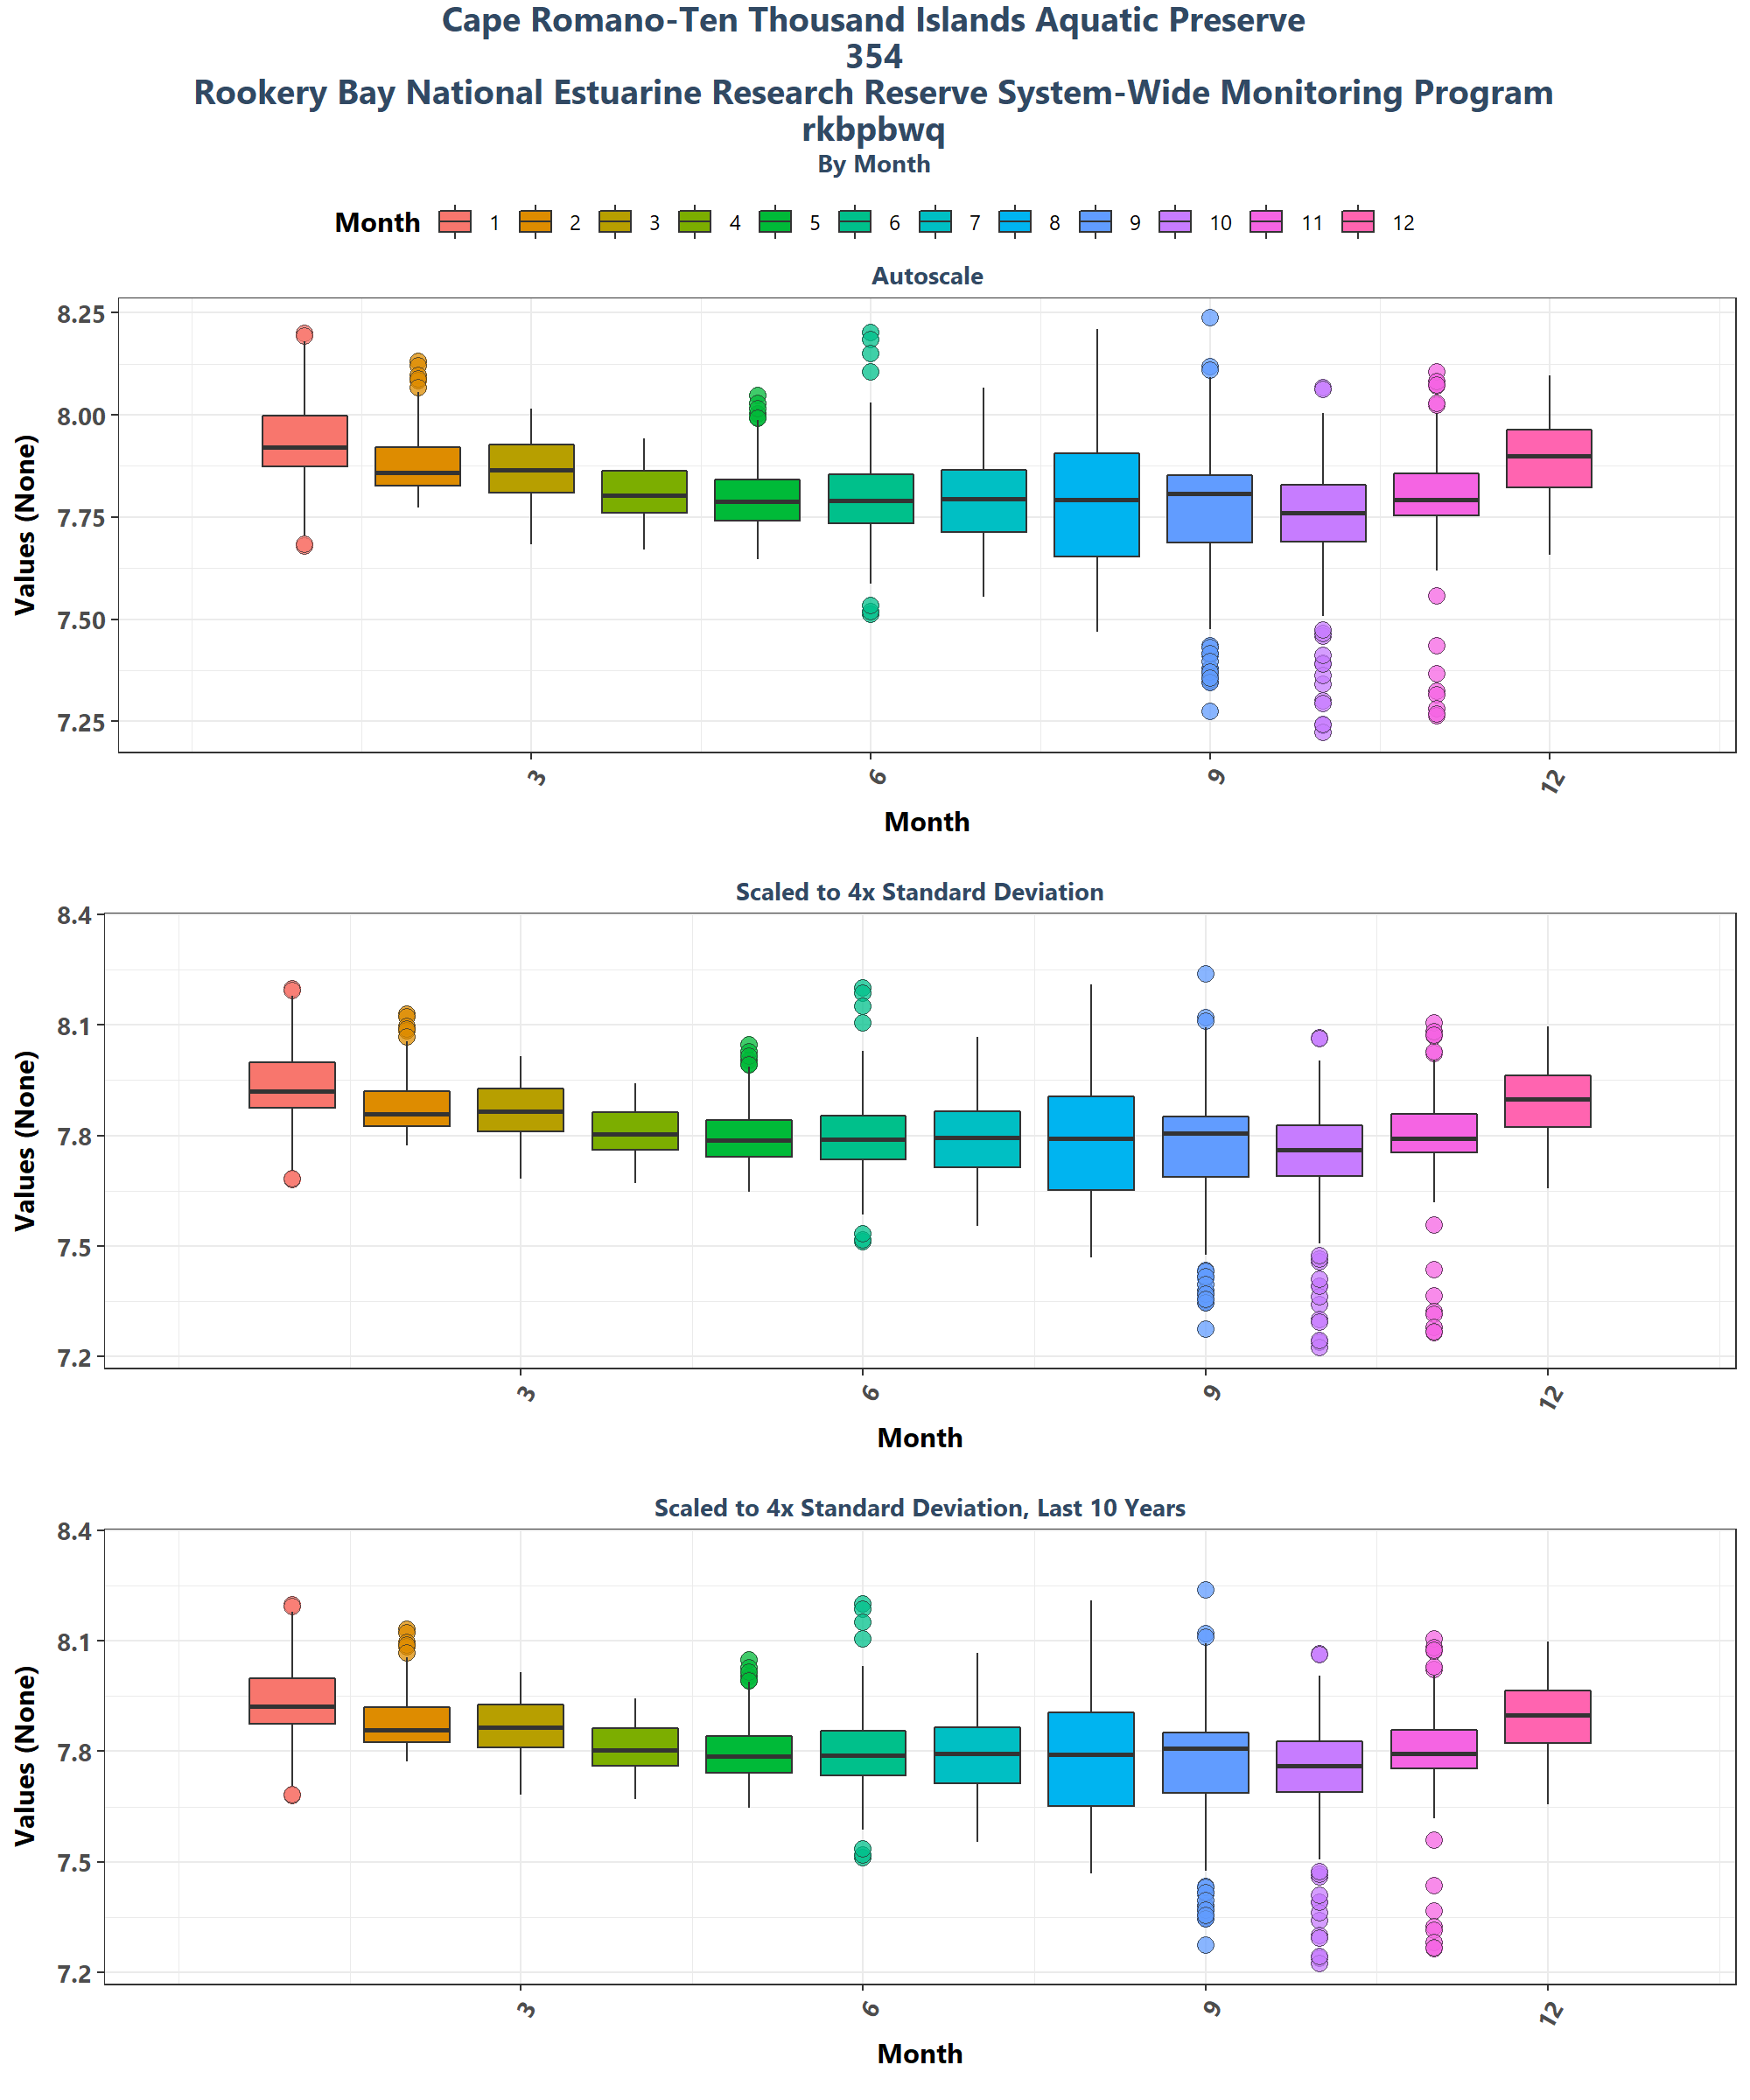 Cape Romano-Ten Thousand Islands Aquatic Preserve
354
Rookery Bay National Estuarine Research Reserve System-Wide Monitoring Program
rkbpbwq
By Month
Month 1 2 3 4 5 6 7 8 9 10 11 12
Autoscale
Values (None)
8.25
8.00
7.75
7.50
7.25
3 6 9 12
Month
Scaled to 4x Standard Deviation
Values (None)
8.4
8.1
7.8
7.5
7.2
3 6 9 12
Month
Scaled to 4x Standard Deviation, Last 10 Years
Values (None)
8.4
8.1
7.8
7.5
7.2
3 6 9 12
Month